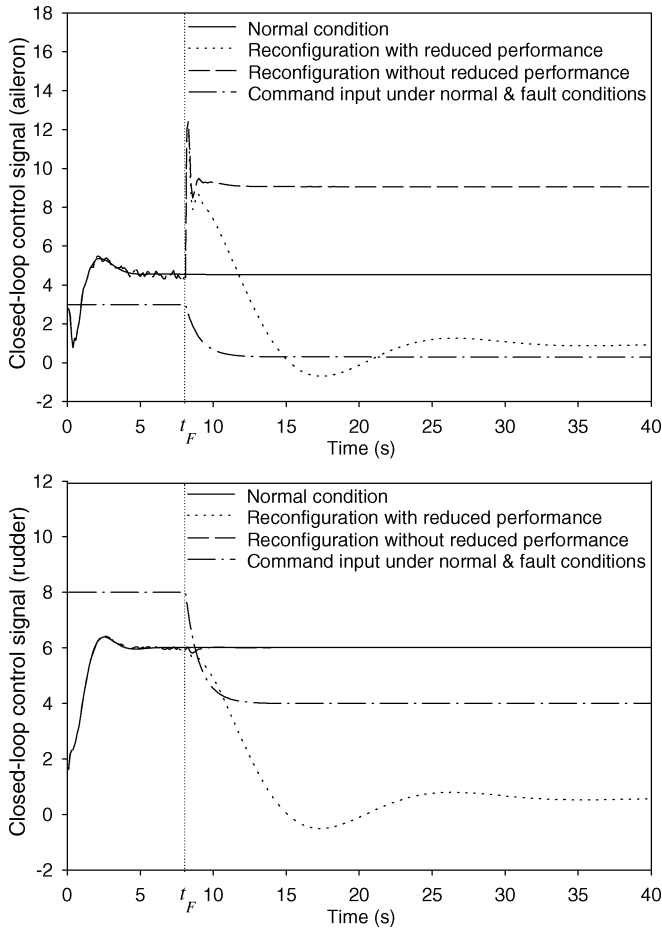 18
16
14
12
10
8
6
4
2
0
-2
Closed-loop control signal (aileron)
Normal condition
Reconfiguration with reduced performance
Reconfiguration without reduced performance
Command input under normal & fault conditions
0 5 t_F 10 15 20 25 30 35 40
Time (s)
12
10
8
6
4
2
0
-2
Closed-loop control signal (rudder)
Normal condition
Reconfiguration with reduced performance
Reconfiguration without reduced performance
Command input under normal & fault conditions
0 5 t_F 10 15 20 25 30 35 40
Time (s)